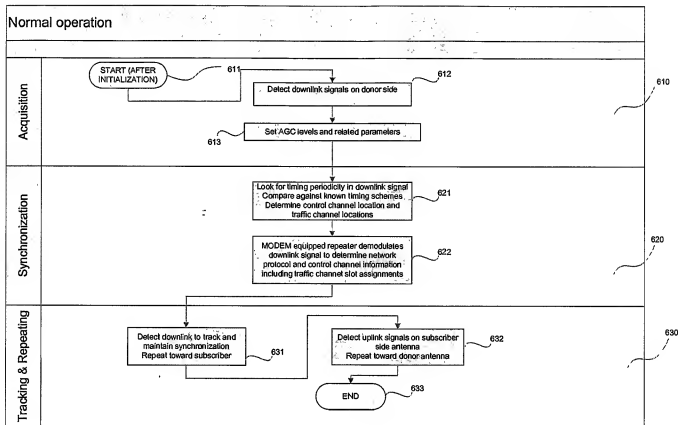 Normal operation
Acquisition
START (AFTER
INITIALIZATION)
611
Detect downlink signals on donor side
612
610
Set AGC levels and related parameters
613
Synchronization
Look for timing periodicity in downlink signal
Compare against known timing schemes
Determine control channel location and
traffic channel locations
621
MODEM equipped repeater demodulates
downlink signal to determine network
protocol and control channel information
including traffic channel slot assignments
622
620
Tracking & Repeating
Detect downlink to track and
maintain synchronization
Repeat toward subscriber
631
Detect uplink signals on subscriber
side antenna
Repeat toward donor antenna
632
630
END
633